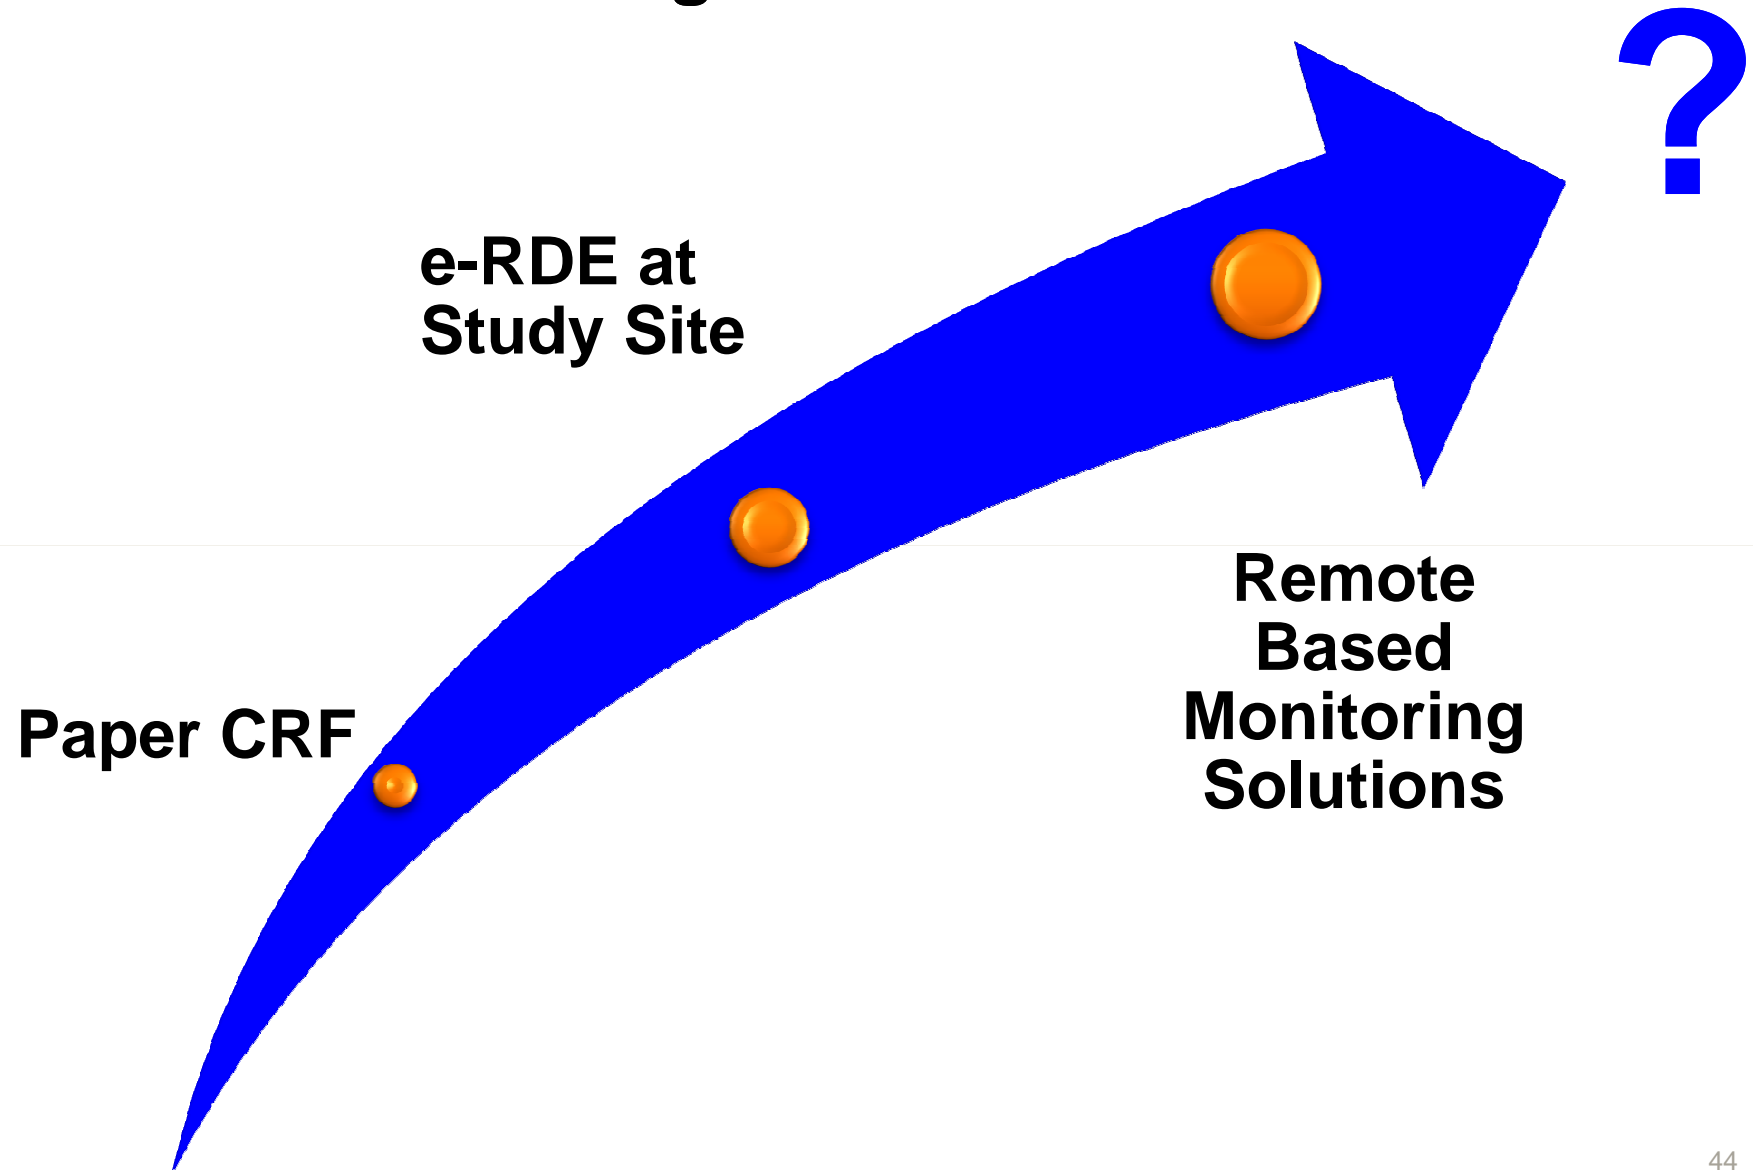 ?
e-RDE at
Study Site
Remote
Based
Monitoring
Solutions
Paper CRF
44